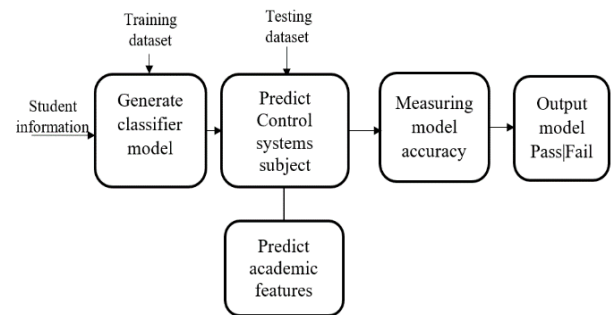 Training
dataset
Testing
dataset
Student
information
Generate
classifier
model
Predict
Control
systems
subject
Measuring
model
accuracy
Output
model
Pass|Fail
Predict
academic
features